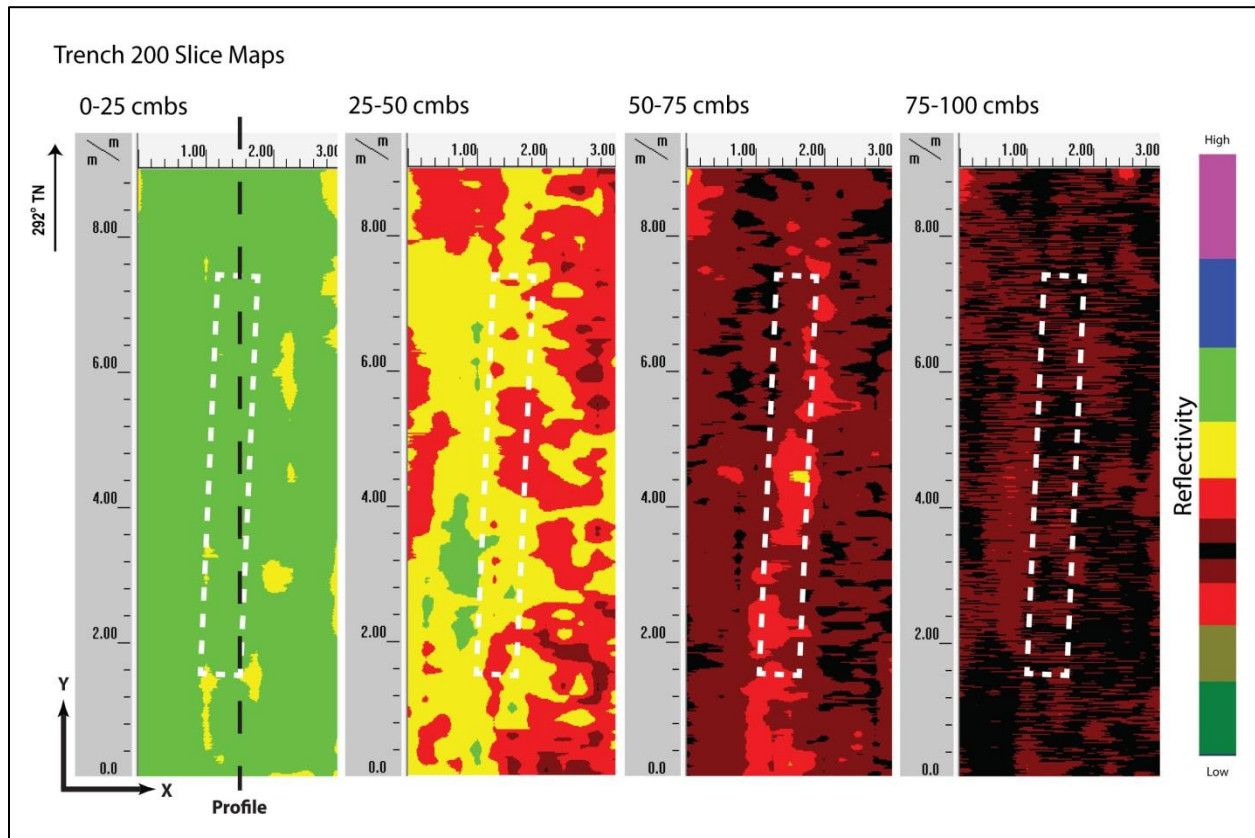 Trench 200 Slice Maps
0-25 cmbs
25-50 cmbs
50-75 cmbs
75-100 cmbs
m
m
1.00 2.00 3.00
m
m
1.00 2.00 3.00
m
m
1.00 2.00 3.00
m
m
1.00 2.00 3.00
High
292° TN
8.00
8.00
8.00
8.00
6.00
6.00
6.00
6.00
Reflectivity
4.00
4.00
4.00
4.00
2.00
2.00
2.00
2.00
Y
0.0
0.0
0.0
0.0
Low
X
Profile